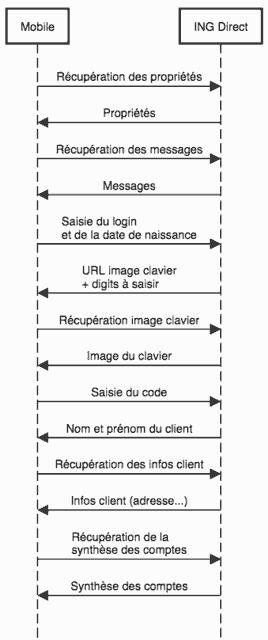 Mobile
ING Direct
Récupération des propriétés
Propriétés
Récupération des messages
Messages
Saisie du login
et de la date de naissance
URL image clavier
+ digits à saisir
Récupération image clavier
Image du clavier
Saisie du code
Nom et prénom du client
Récupération des infos client
Infos client (adresse...)
Récupération de la
synthèse des comptes
Synthèse des comptes